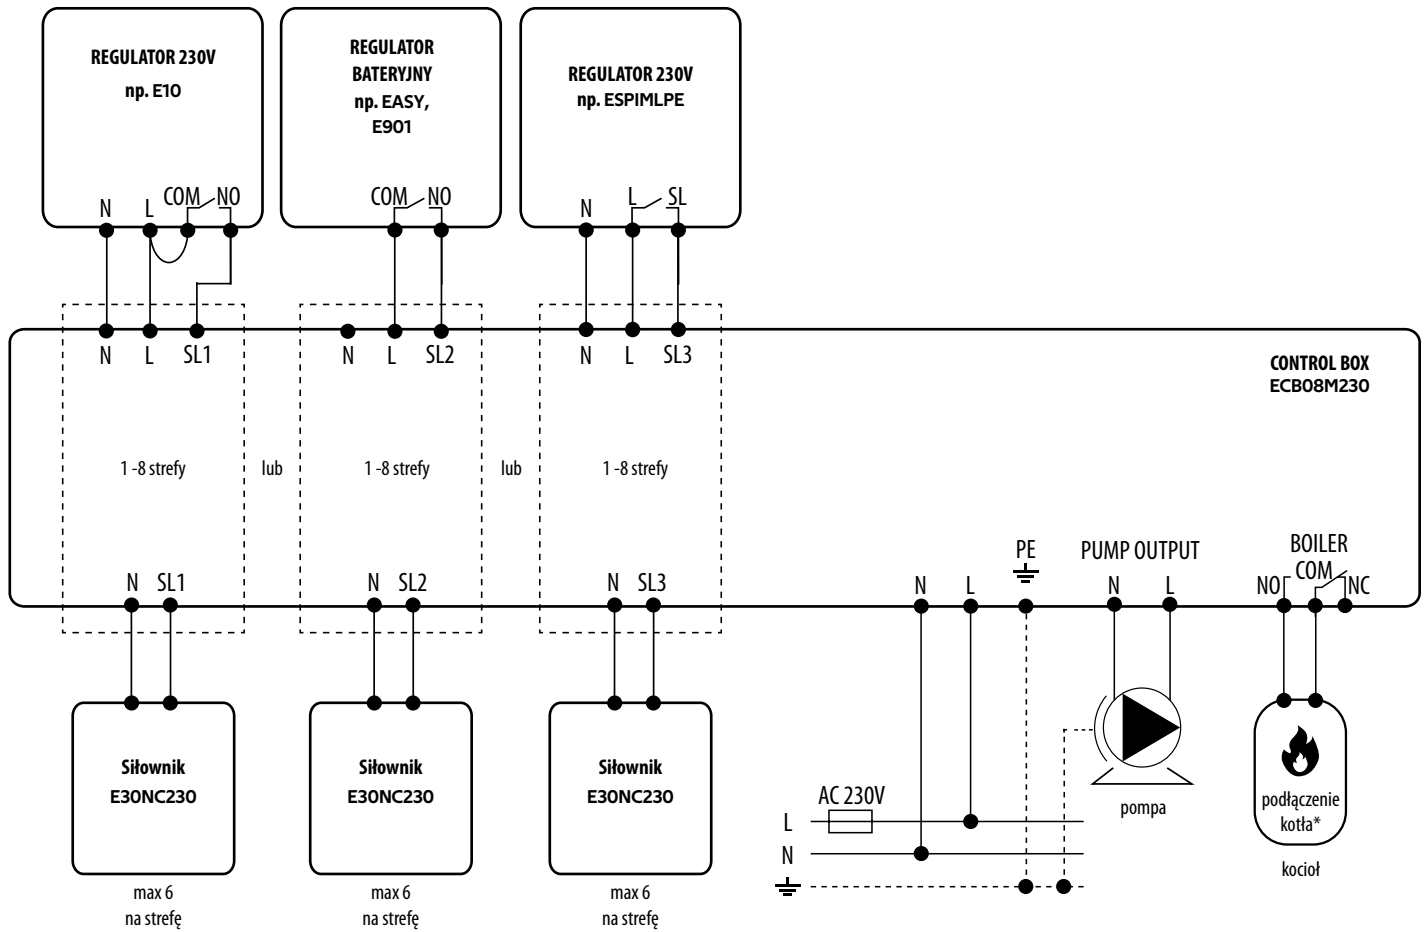 REGULATOR 230V
np. E10
N L COM NO
REGULATOR
BATERYJNY
np. EASY,
E901
COM NO
REGULATOR 230V
np. ESPIMLPE
N L SL
N L SL1
N L SL2
N L SL3
CONTROL BOX
ECB08M230
1 -8 strefy
lub
1 -8 strefy
lub
1 -8 strefy
N SL1
N SL2
N SL3
N L
PE
PUMP OUTPUT
N L
BOILER
NO COM NC
Siłownik
E30NC230
max 6
na strefę
Siłownik
E30NC230
max 6
na strefę
Siłownik
E30NC230
max 6
na strefę
AC 230V
L
N
pompa
podłączenie
kotła*
kocioł